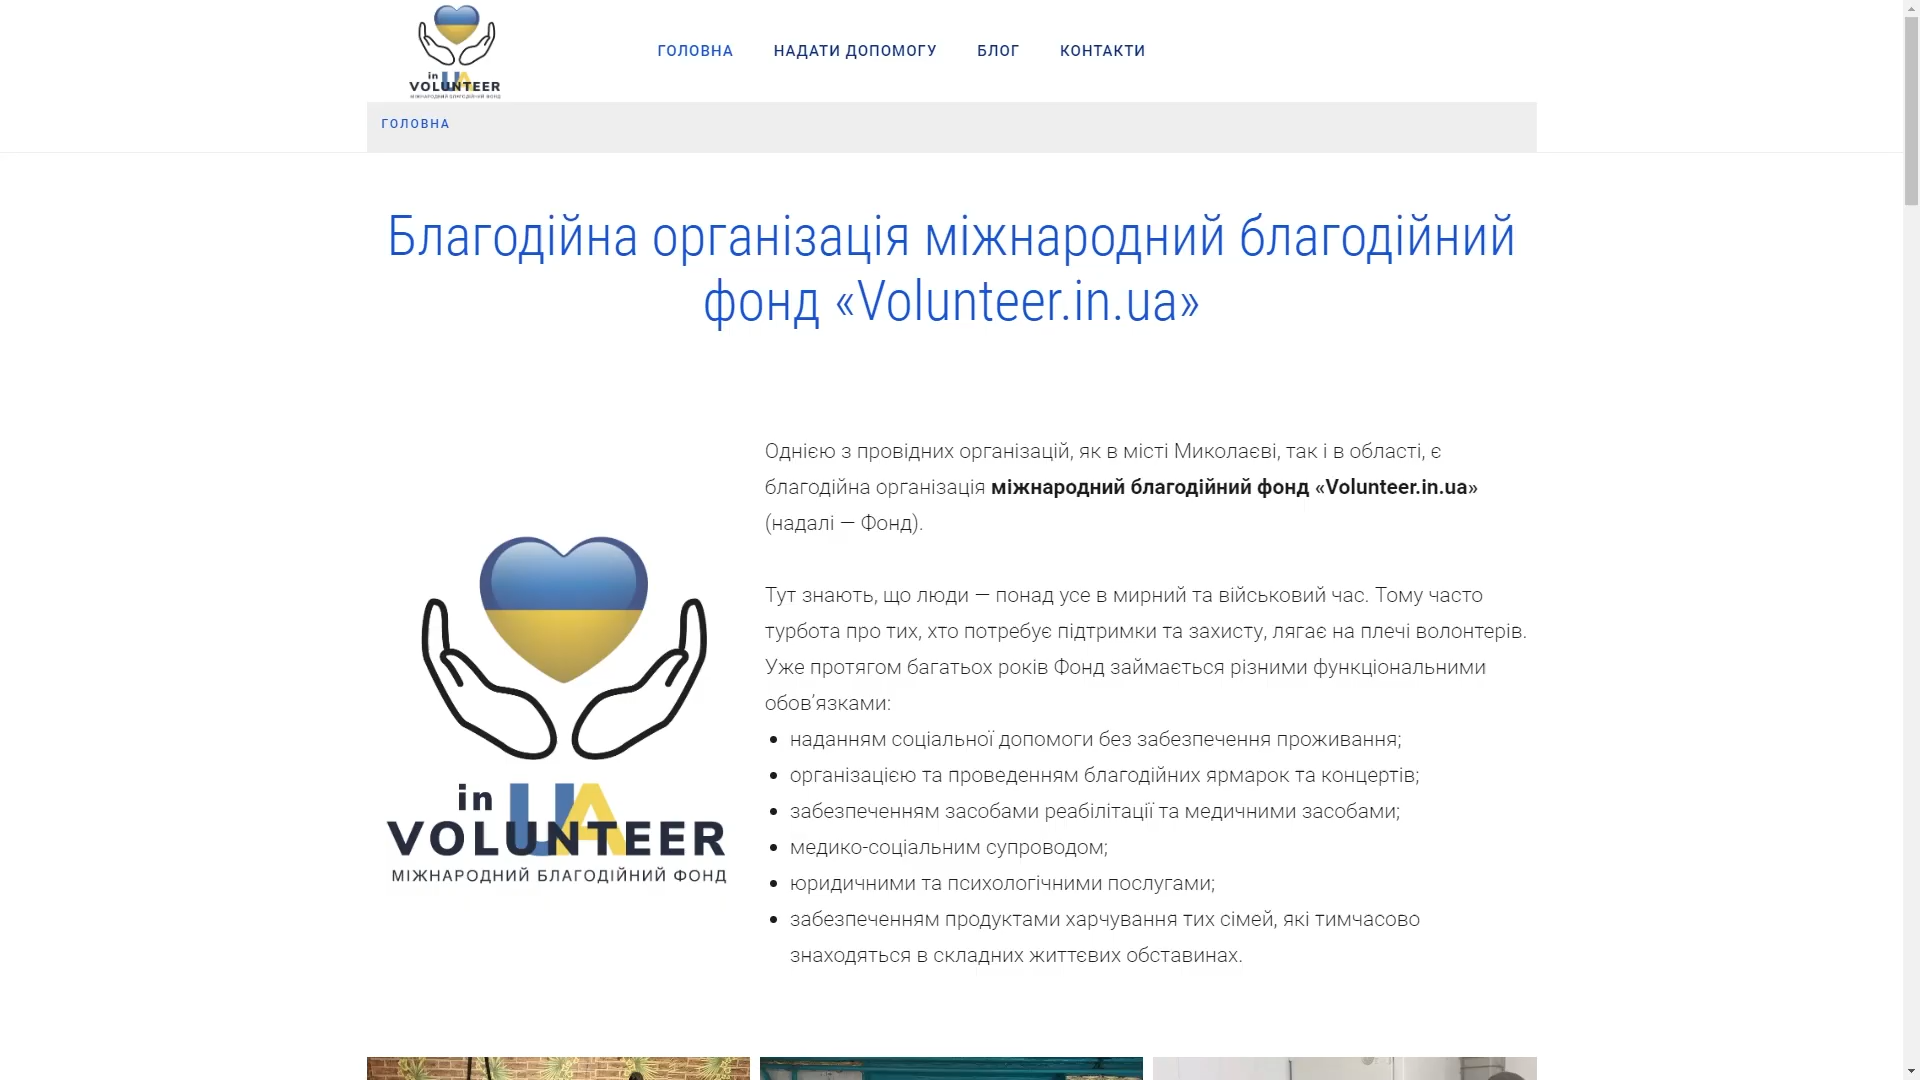 in UA
VOLUNTEER
МІЖНАРОДНИЙ БЛАГОДІЙНИЙ ФОНД
ГОЛОВНА НАДАТИ ДОПОМОГУ БЛОГ КОНТАКТИ
ГОЛОВНА
Благодійна організація міжнародний благодійний
фонд «Volunteer.in.ua»
in UA
VOLUNTEER
МІЖНАРОДНИЙ БЛАГОДІЙНИЙ ФОНД
Однією з провідних організацій, як в місті Миколаєві, так і в області, є
благодійна організація міжнародний благодійний фонд «Volunteer.in.ua»
(надалі — Фонд).
Тут знають, що люди — понад усе в мирний та військовий час. Тому часто
турбота про тих, хто потребує підтримки та захисту, лягає на плечі волонтерів.
Уже протягом багатьох років Фонд займається різними функціональними
обов’язками:
• наданням соціальної допомоги без забезпечення проживання;
• організацією та проведенням благодійних ярмарок та концертів;
• забезпеченням засобами реабілітації та медичними засобами;
• медико-соціальним супроводом;
• юридичними та психологічними послугами;
• забезпеченням продуктами харчування тих сімей, які тимчасово
знаходяться в складних життєвих обставинах.